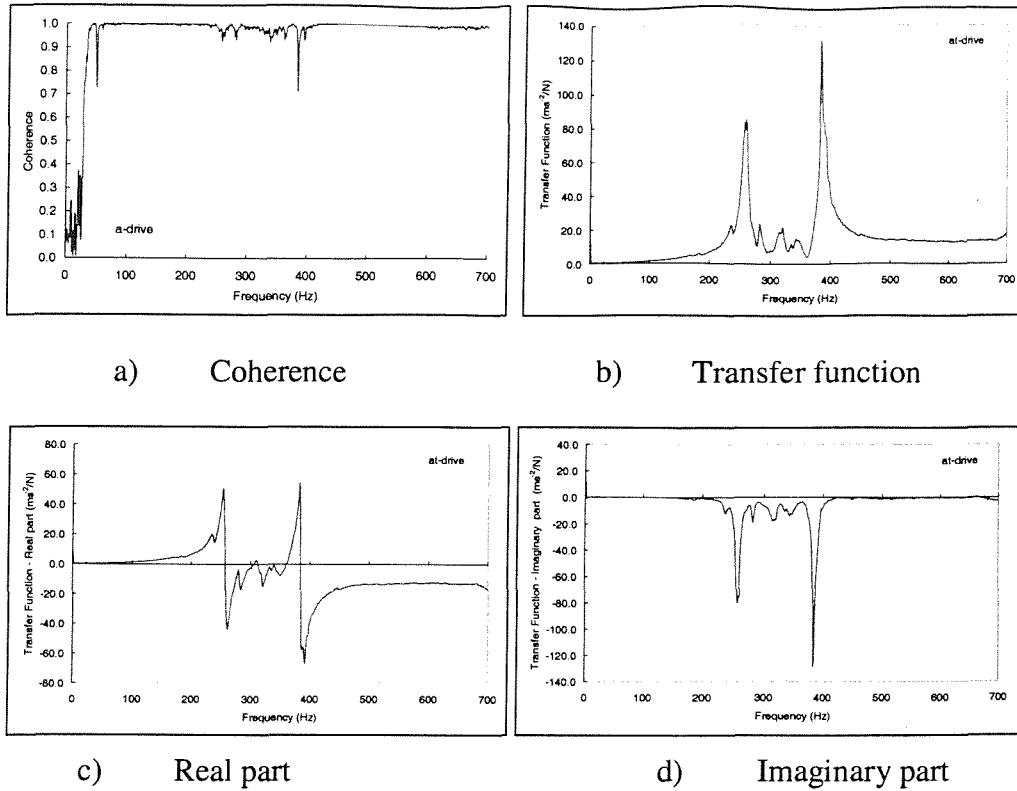 1.0
0.9
0.8
0.7
0.6
0.5
0.4
0.3
0.2
0.1
0.0
Coherence
a-drive
0 100 200 300 400 500 600 700
Frequency (Hz)
140.0
120.0
100.0
80.0
60.0
40.0
20.0
0.0
Transfer Function (ms⁻²/N)
at-drive
0 100 200 300 400 500 600 700
Frequency (Hz)
a) Coherence
b) Transfer function
80.0
60.0
40.0
20.0
0.0
-20.0
-40.0
-60.0
-80.0
Transfer Function - Real part (ms⁻²/N)
at-drive
0 100 200 300 400 500 600 700
Frequency (Hz)
40.0
20.0
0.0
-20.0
-40.0
-60.0
-80.0
-100.0
-120.0
-140.0
Transfer Function - Imaginary part (ms⁻²/N)
at-drive
0 100 200 300 400 500 600 700
Frequency (Hz)
c) Real part
d) Imaginary part